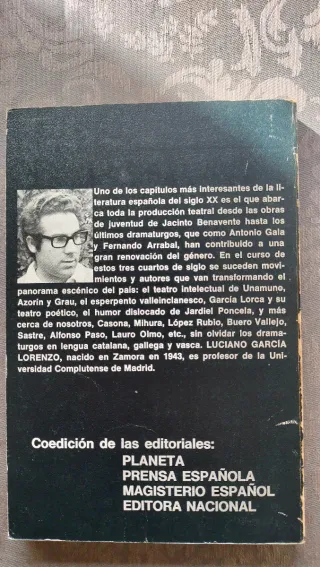 Uno de los capítulos más interesantes de la li-
teratura española del siglo XX es el que abar-
ca toda la producción teatral desde las obras
de juventud de Jacinto Benavente hasta los
últimos dramaturgos, que como Antonio Gala
y Fernando Arrabal, han contribuido a una
gran renovación del género. En el curso de
estos tres cuartos de siglo se suceden movi-
mientos y autores que van transformando el
panorama escénico del país: el teatro intelectual de Unamuno,
Azorín y Grau, el esperpento valleinclanesco, García Lorca y su
teatro poético, el humor dislocado de Jardiel Poncela, y más
cerca de nosotros, Casona, Mihura, López Rubio, Buero Vallejo,
Sastre, Alfonso Paso, Lauro Olmo, etc., sin olvidar los drama-
turgos en lengua catalana, gallega y vasca. LUCIANO GARCÍA
LORENZO, nacido en Zamora en 1943, es profesor de la Uni-
versidad Complutense de Madrid.
Coedición de las editoriales:
PLANETA
PRENSA ESPAÑOLA
MAGISTERIO ESPAÑOL
EDITORA NACIONAL